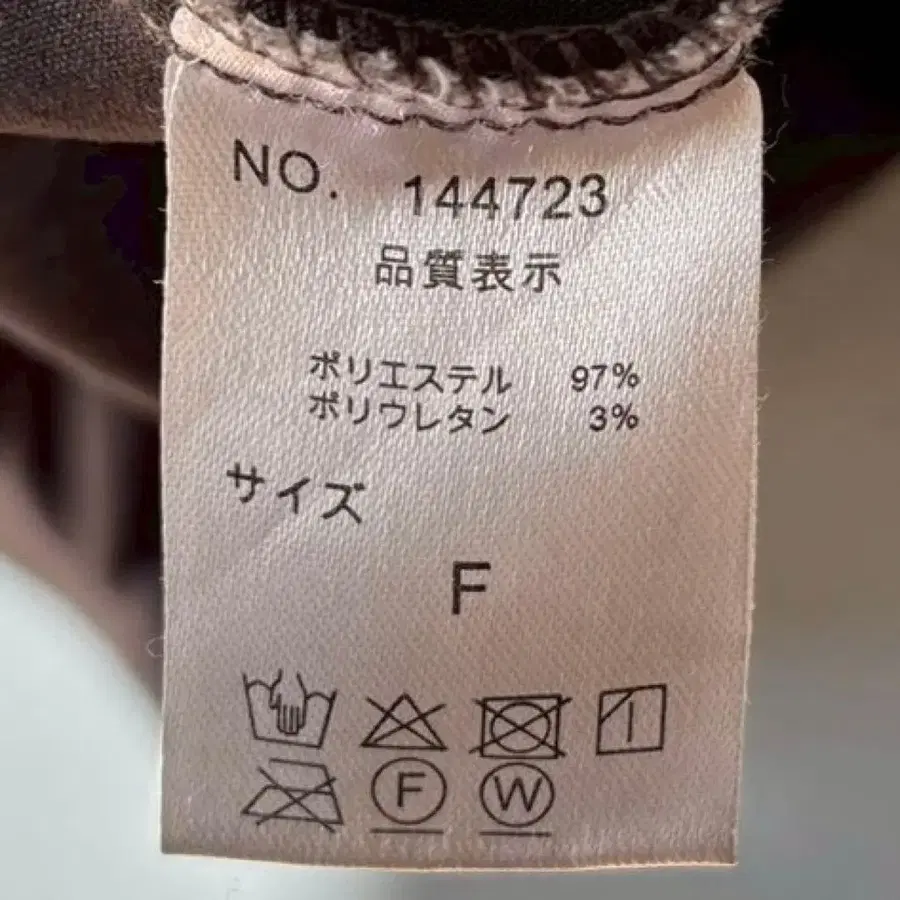 NO. 144723
品質表示
ポリエステル 97%
ポリウレタン 3%
サイズ
F
F W